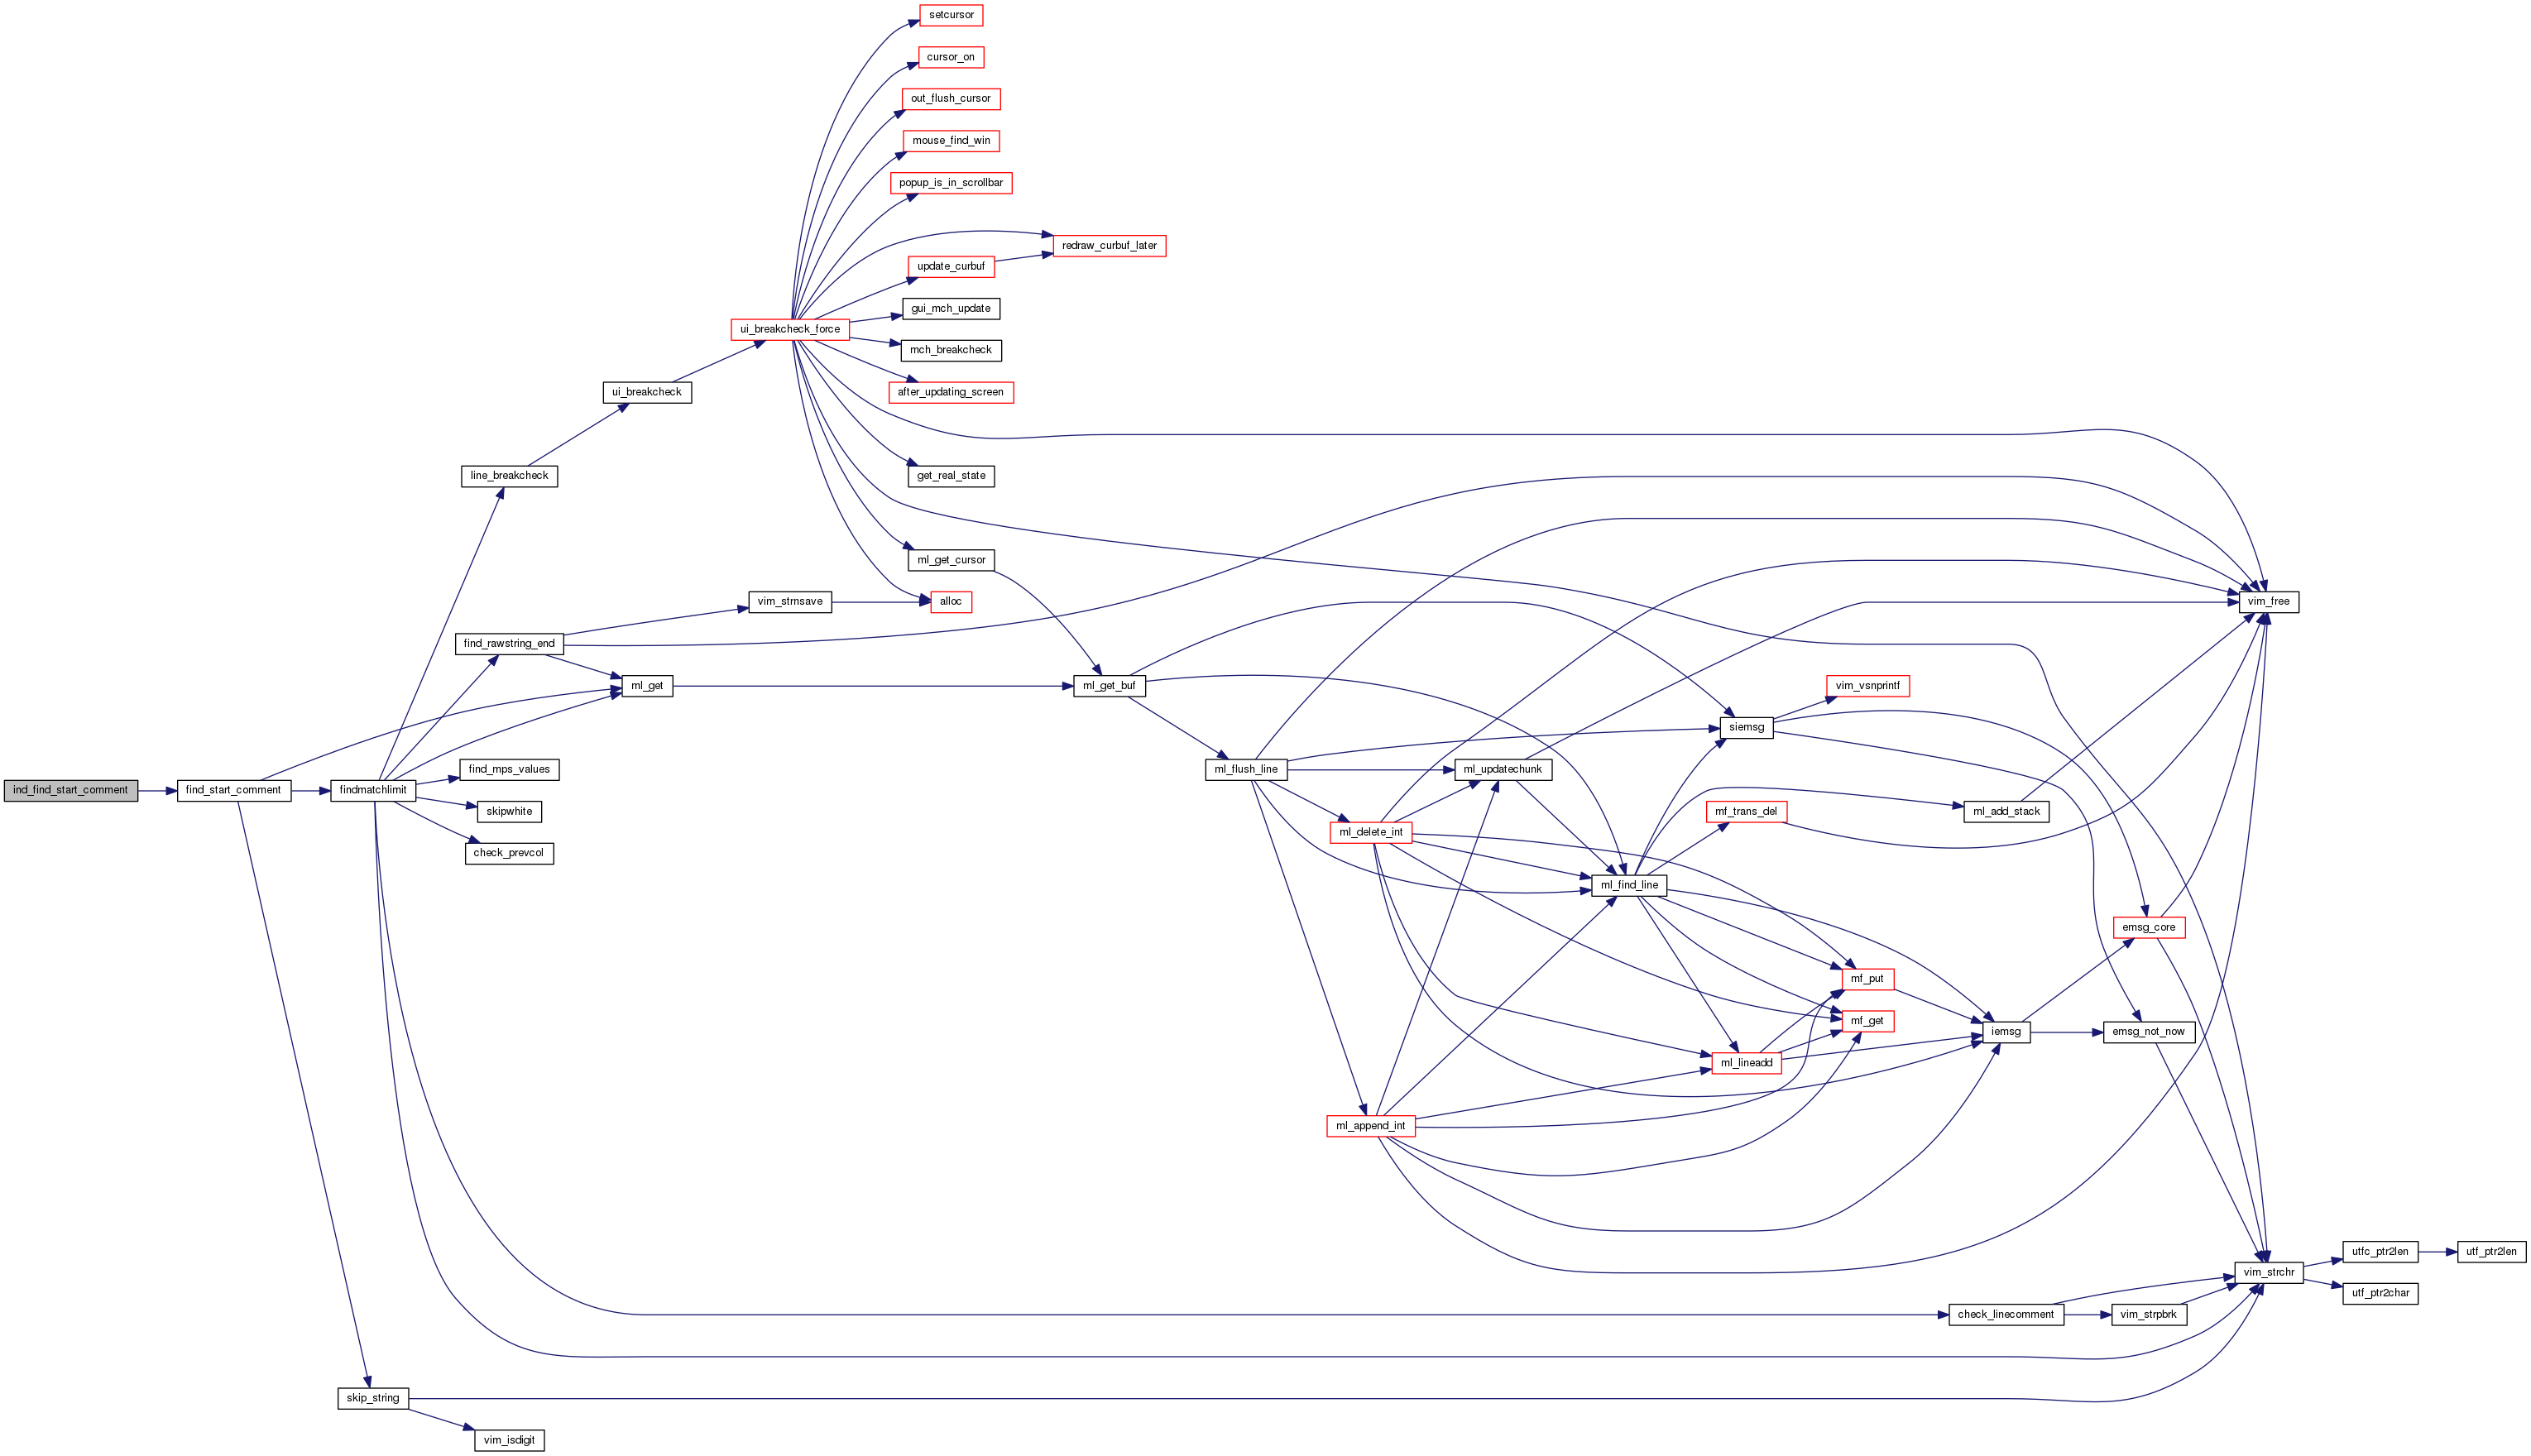 setcursor
cursor_on
out_flush_cursor
mouse_find_win
popup_is_in_scrollbar
redraw_curbuf_later
update_curbuf
gui_mch_update
ui_breakcheck_force
mch_breakcheck
ui_breakcheck
after_updating_screen
line_breakcheck
get_real_state
ml_get_cursor
vim_strnsave
alloc
vim_free
find_rawstring_end
ml_get
ml_get_buf
vim_vsnprintf
siemsg
find_mps_values
ml_flush_line
ml_updatechunk
ind_find_start_comment
find_start_comment
findmatchlimit
skipwhite
mf_trans_del
ml_add_stack
ml_delete_int
check_prevcol
ml_find_line
emsg_core
mf_put
mf_get
iemsg
emsg_not_now
ml_lineadd
ml_append_int
utfc_ptr2len
utf_ptr2len
vim_strchr
utf_ptr2char
check_linecomment
vim_strpbrk
skip_string
vim_isdigit